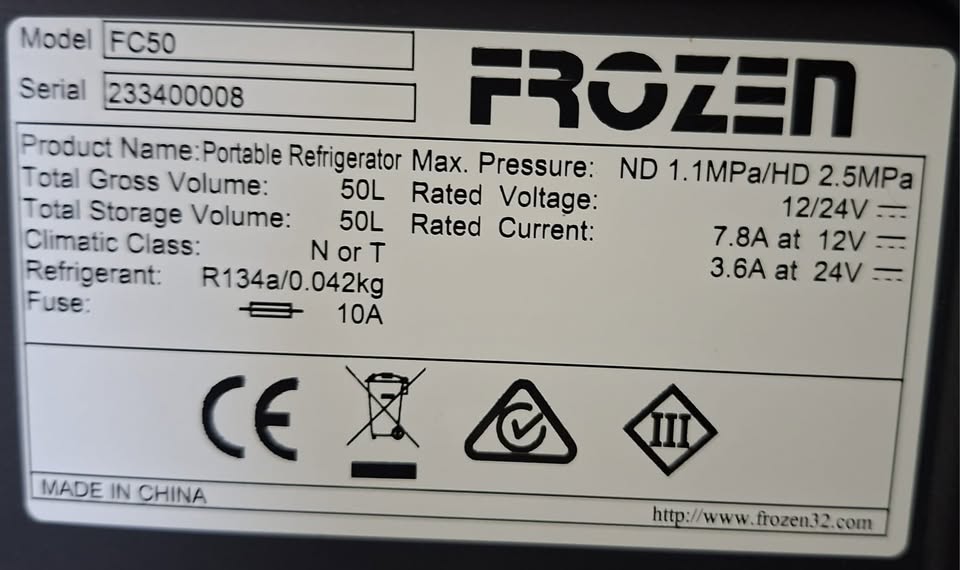 Model FC50
FROZEN
Serial 233400008
Product Name: Portable Refrigerator
Total Gross Volume: 50L
Total Storage Volume: 50L
Climatic Class: N or T
Refrigerant: R134a/0.042kg
Fuse: 10A
Max. Pressure: ND 1.1MPa/HD 2.5MPa
Rated Voltage: 12/24V
Rated Current: 7.8A at 12V
3.6A at 24V
CE
III
MADE IN CHINA
http://www.frozen32.com